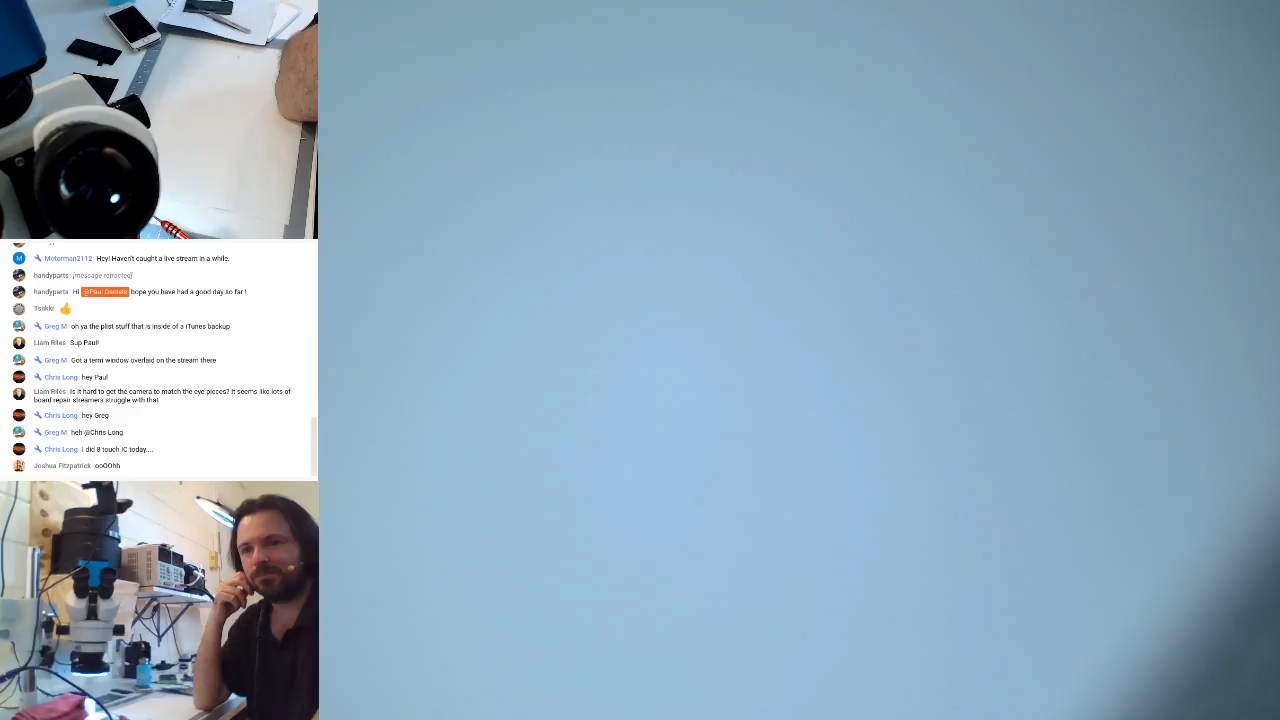 Motorman2112 Hey! Haven't caught a live stream in a while.
handyparts [message retracted]
handyparts Hi @Paul Daniels hope you have had a good day so far !
Tsiikki
Greg M oh ya the plist stuff that is inside of a iTunes backup
Liam Riles Sup Paul!
Greg M Got a term window overlaid on the stream there
Chris Long hey Paul
Liam Riles Is it hard to get the camera to match the eye pieces? It seems like lots of
board repair streamers struggle with that.
Chris Long hey Greg
Greg M heh @Chris Long
Chris Long I did 8 touch IC today....
Joshua Fitzpatrick ooOOhh